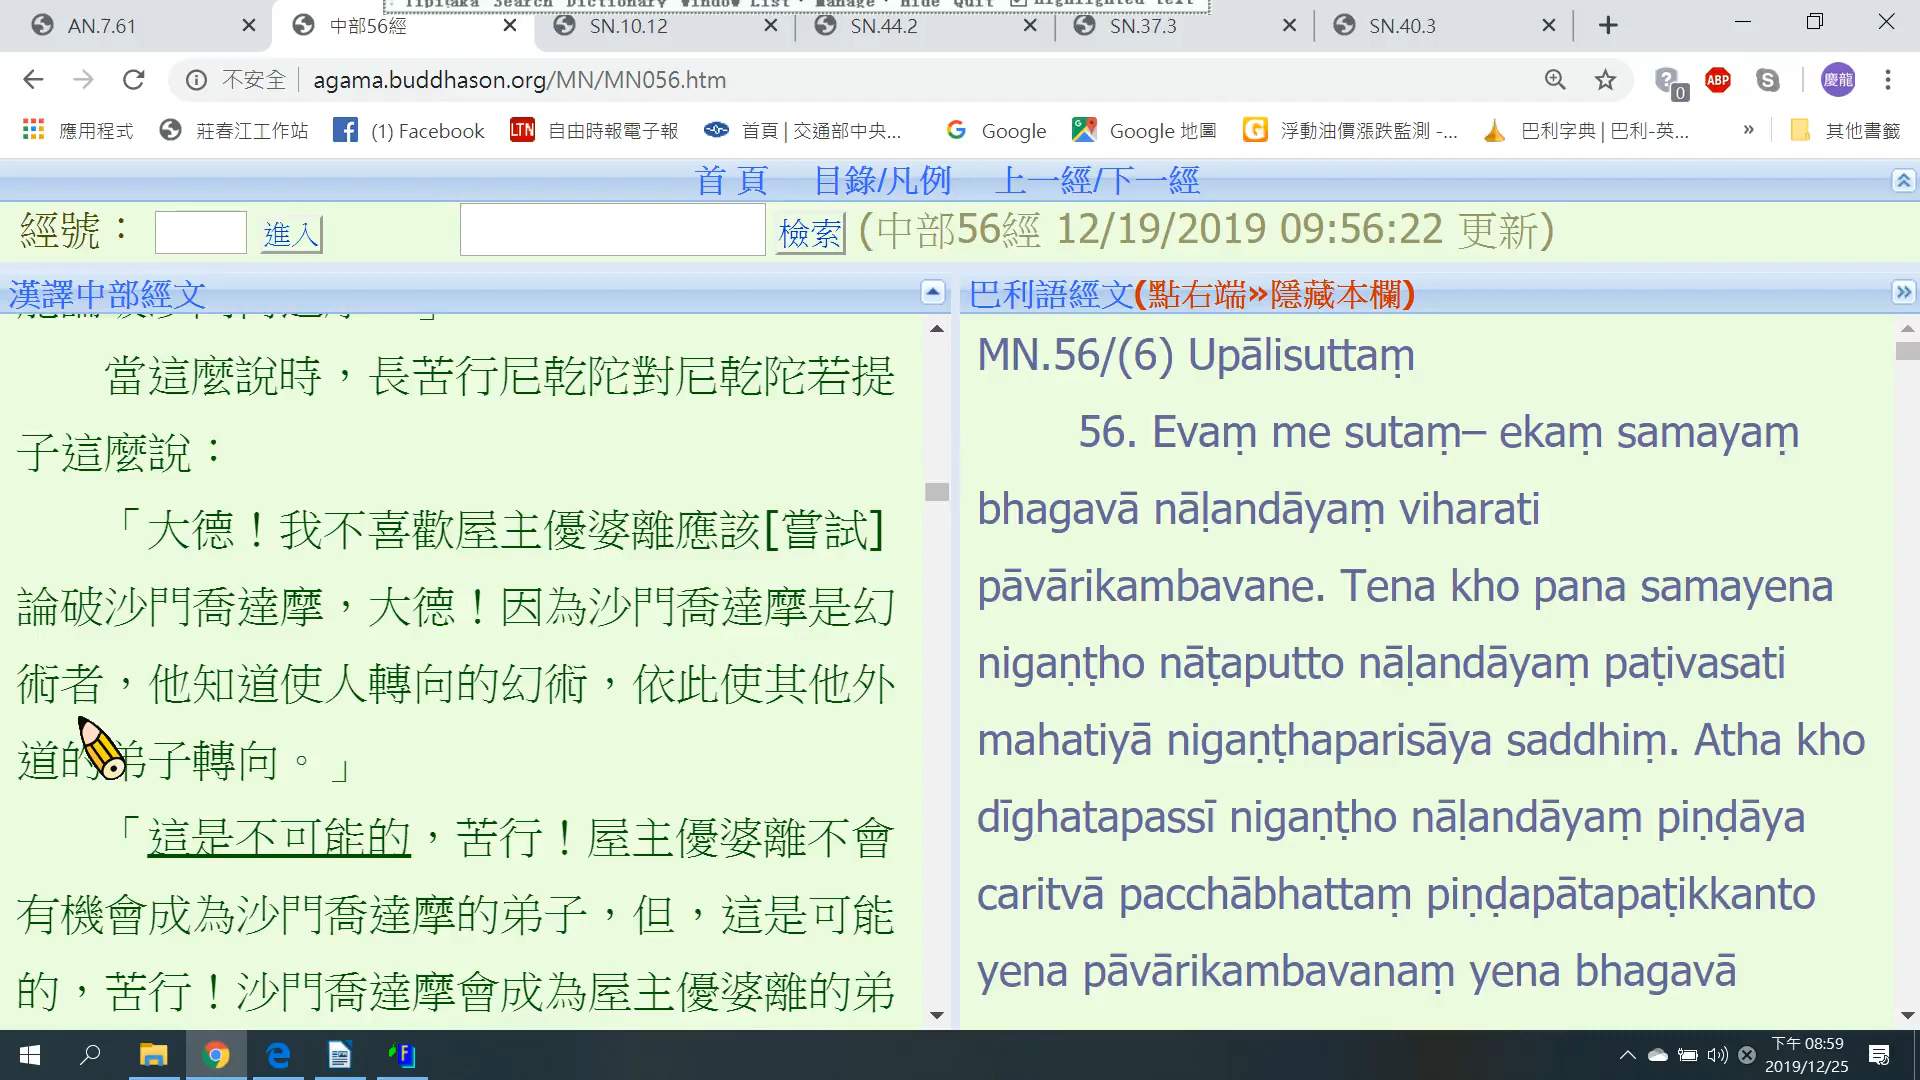 Tipitaka Search Dictionary Window List Manage Hide Quit highlighted text
AN.7.61
中部56經
SN.10.12
SN.44.2
SN.37.3
SN.40.3
不安全 agama.buddhason.org/MN/MN056.htm
0
ABP
慶龍
應用程式
莊春江工作站
(1) Facebook
LTN 自由時報電子報
首頁 | 交通部中央...
Google
Google 地圖
浮動油價漲跌監測 -...
巴利字典 | 巴利-英...
»
其他書籤
首 頁 目錄/凡例 上一經/下一經
經號： 進入 檢索 (中部56經 12/19/2019 09:56:22 更新)
漢譯中部經文
當這麼說時，長苦行尼乾陀對尼乾陀若提
子這麼說：
「大德！我不喜歡屋主優婆離應該[嘗試]
論破沙門喬達摩，大德！因為沙門喬達摩是幻
術者，他知道使人轉向的幻術，依此使其他外
道的弟子轉向。」
「這是不可能的，苦行！屋主優婆離不會
有機會成為沙門喬達摩的弟子，但，這是可能
的，苦行！沙門喬達摩會成為屋主優婆離的弟
巴利語經文(點右端»隱藏本欄)
MN.56/(6) Upālisuttaṃ
56. Evaṃ me sutaṃ– ekaṃ samayaṃ
bhagavā nāḷandāyaṃ viharati
pāvārikambavane. Tena kho pana samayena
nigaṇṭho nāṭaputto nāḷandāyaṃ paṭivasati
mahatiyā nigaṇṭhaparisāya saddhiṃ. Atha kho
dīghatapassī nigaṇṭho nāḷandāyaṃ piṇḍāya
caritvā pacchābhattaṃ piṇḍapātapaṭikkanto
yena pāvārikambavanaṃ yena bhagavā
下午 08:59
2019/12/25